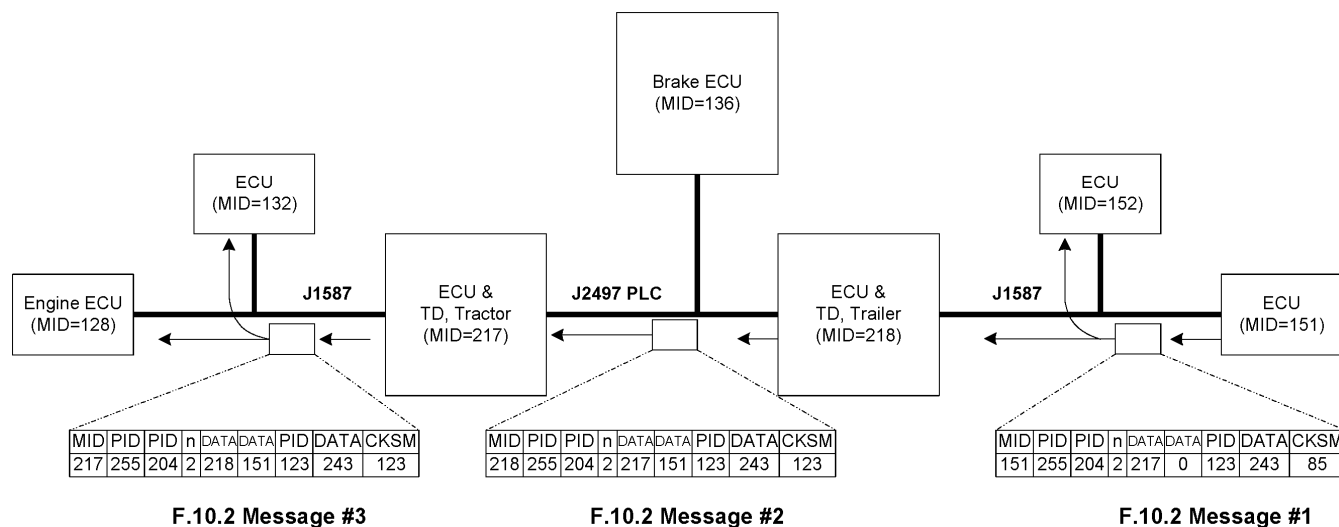 Brake ECU
(MID=136)
ECU
(MID=132)
ECU
(MID=152)
Engine ECU
(MID=128)
J1587
ECU &
TD, Tractor
(MID=217)
J2497 PLC
ECU &
TD, Trailer
(MID=218)
J1587
ECU
(MID=151)
MID PID PID n DATA DATA PID DATA CKSM
217 255 204 2 218 151 123 243 123
F.10.2 Message #3
MID PID PID n DATA DATA PID DATA CKSM
218 255 204 2 217 151 123 243 123
F.10.2 Message #2
MID PID PID n DATA DATA PID DATA CKSM
151 255 204 2 217 0 123 243 85
F.10.2 Message #1